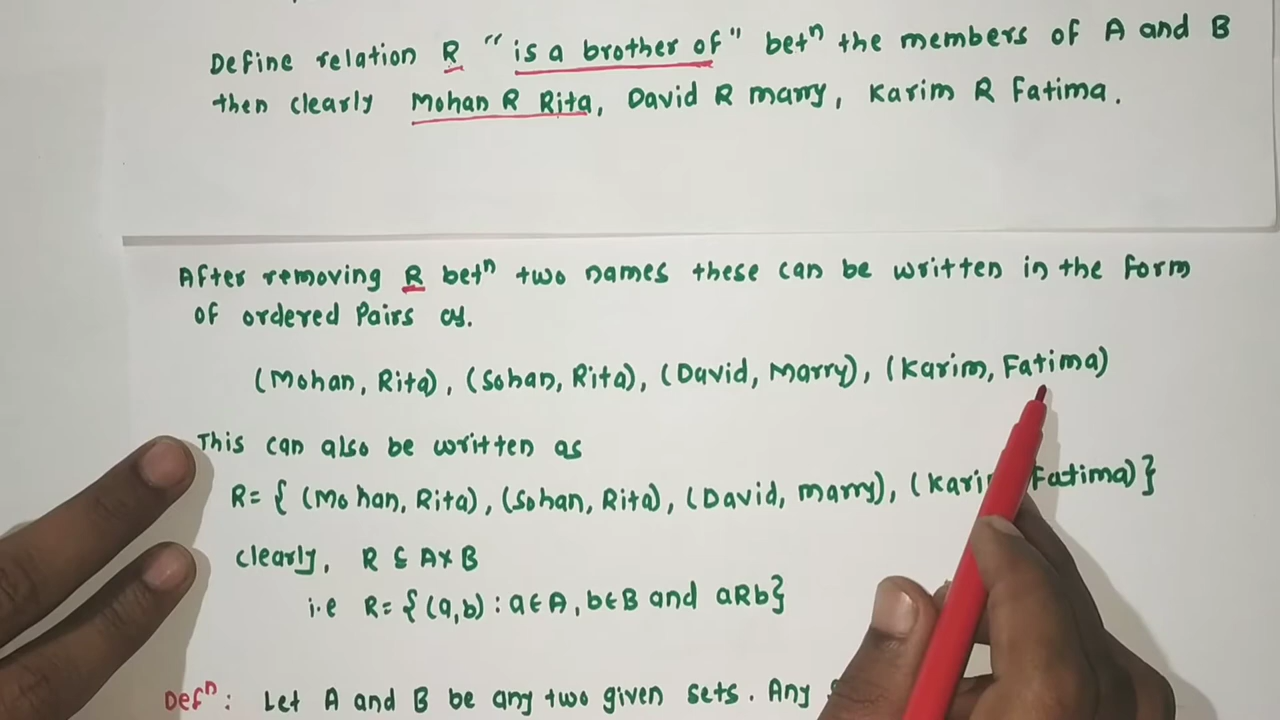 Define relation R "is a brother of" betⁿ the members of A and B
then clearly Mohan R Rita, David R marry, Karim R Fatima.
After removing R betⁿ two names these can be written in the form
of ordered Pairs as.
(Mohan, Rita), (Sohan, Rita), (David, Marry), (Karim, Fatima)
This can also be written as
R = { (Mohan, Rita), (Sohan, Rita), (David, marry), (Kari Fatima) }
clearly, R ⊆ A×B
i.e R = {(a,b) : a∈A, b∈B and aRb}
Defⁿ: Let A and B be any two given sets. Any